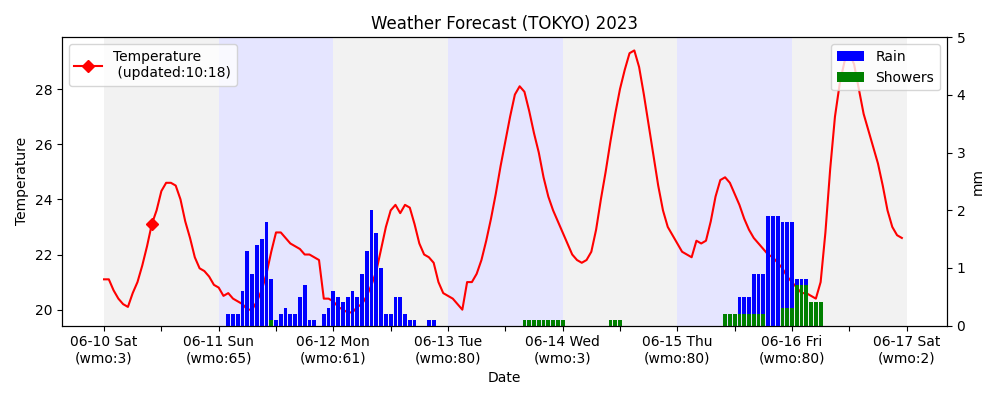 Weather Forecast (TOKYO) 2023
Temperature
(updated:10:18)
Rain
Showers
28
26
24
22
20
Temperature
5
4
3
2
1
0
mm
06-10 Sat
(wmo:3)
06-11 Sun
(wmo:65)
06-12 Mon
(wmo:61)
06-13 Tue
(wmo:80)
06-14 Wed
(wmo:3)
06-15 Thu
(wmo:80)
06-16 Fri
(wmo:80)
06-17 Sat
(wmo:2)
Date